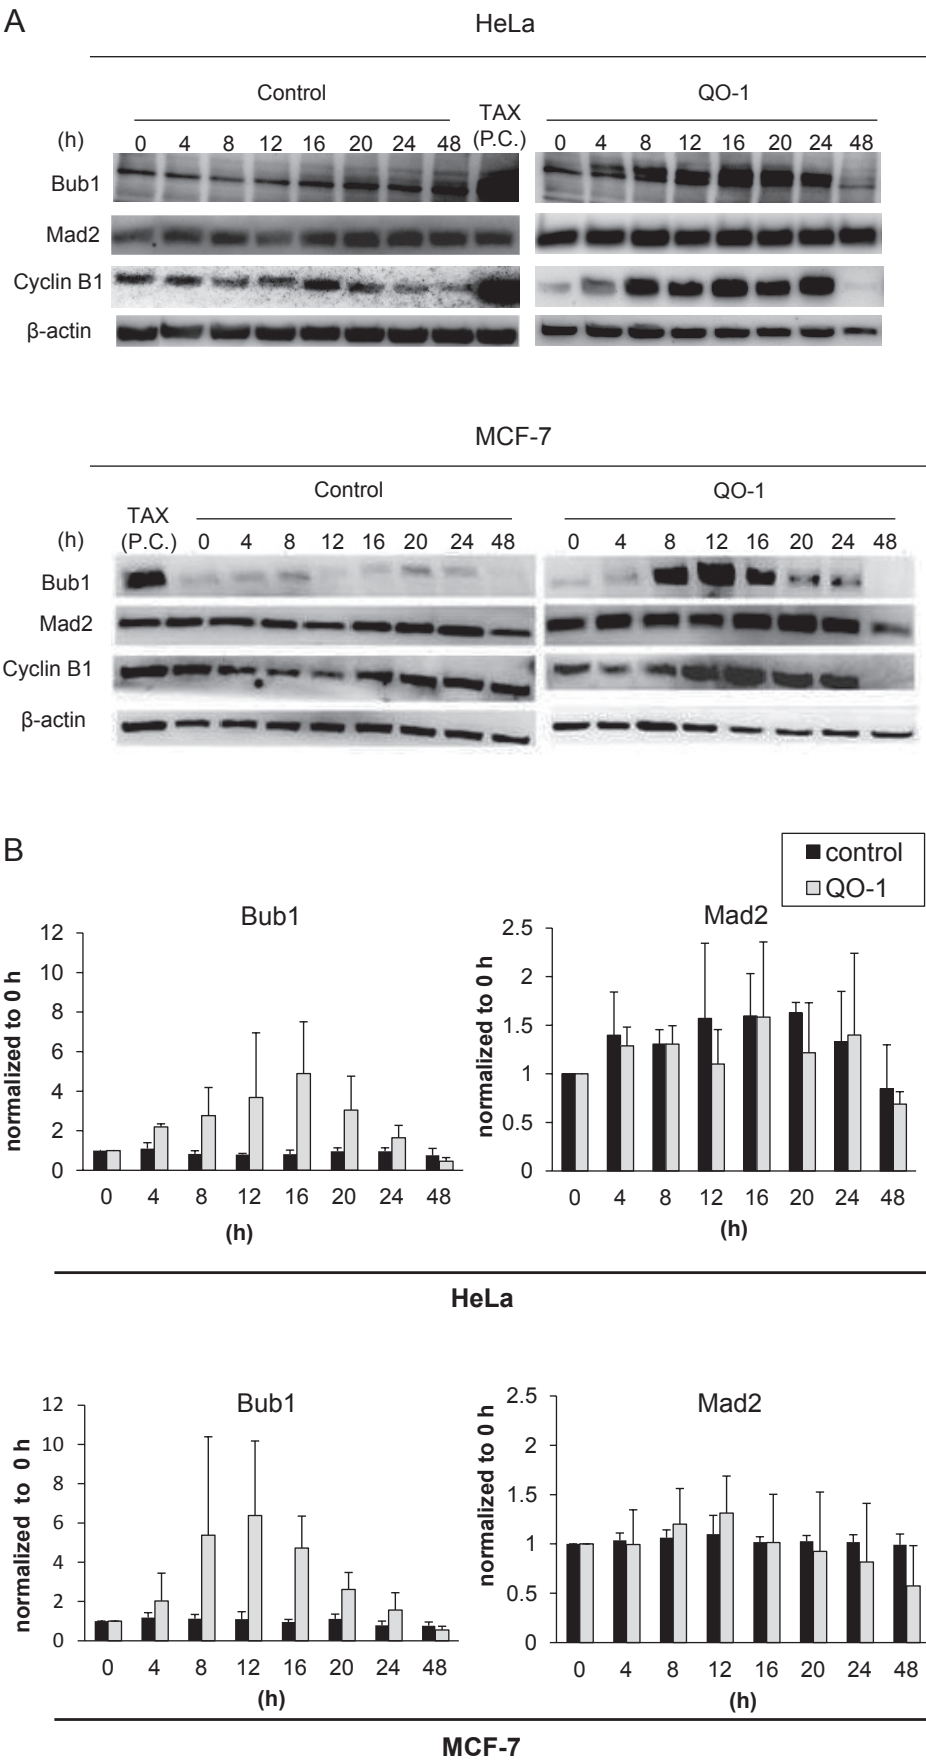 A
HeLa
Control
TAX
(P.C.)
QO-1
(h) 0 4 8 12 16 20 24 48 0 4 8 12 16 20 24 48
Bub1
Mad2
Cyclin B1
β-actin
MCF-7
Control
QO-1
TAX
(P.C.)
(h) 0 4 8 12 16 20 24 48 0 4 8 12 16 20 24 48
Bub1
Mad2
Cyclin B1
β-actin
B
control
QO-1
Bub1
normalized to 0 h
12
10
8
6
4
2
0
0 4 8 12 16 20 24 48
(h)
Mad2
normalized to 0 h
2.5
2
1.5
1
0.5
0
0 4 8 12 16 20 24 48
(h)
HeLa
Bub1
normalized to 0 h
12
10
8
6
4
2
0
0 4 8 12 16 20 24 48
(h)
Mad2
normalized to 0 h
2.5
2
1.5
1
0.5
0
0 4 8 12 16 20 24 48
(h)
MCF-7